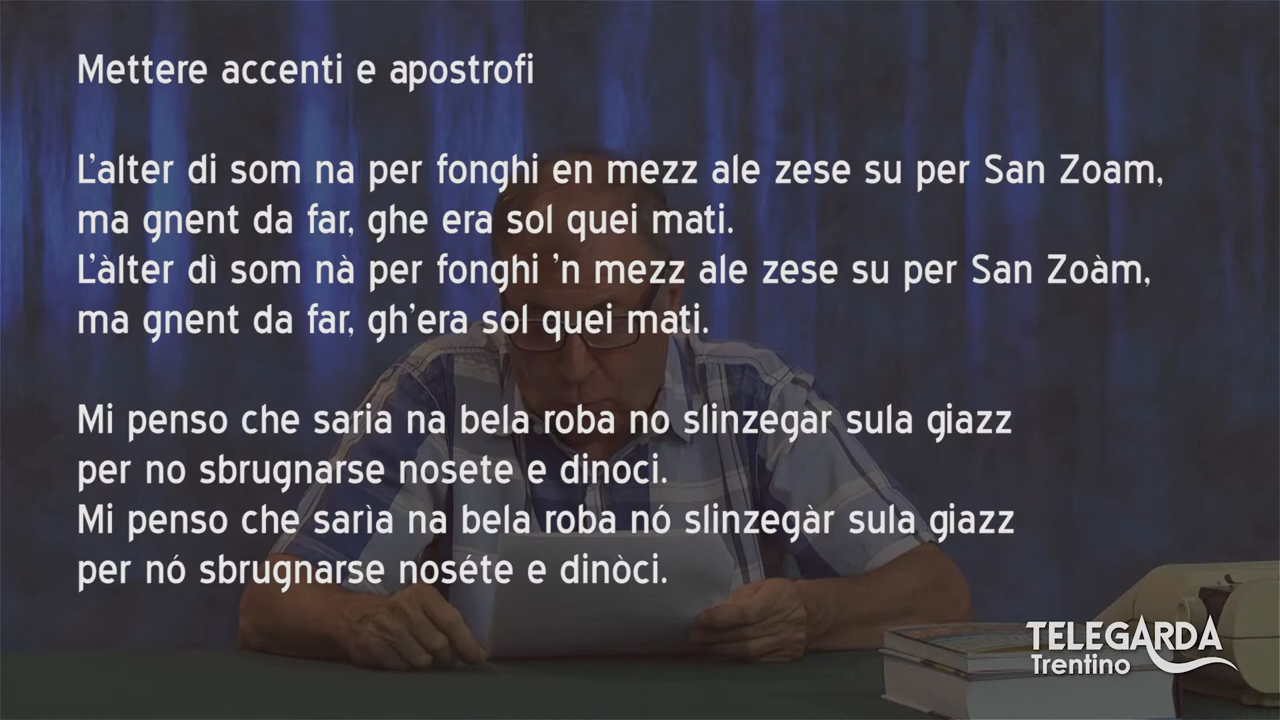 Mettere accenti e apostrofi
L'alter di som na per fonghi en mezz ale zese su per San Zoam,
ma gnent da far, ghe era sol quei mati.
L'àlter dì som nà per fonghi 'n mezz ale zese su per San Zoàm,
ma gnent da far, gh'era sol quei mati.
Mi penso che saria na bela roba no slinzegar sula giazz
per no sbrugnarse nosete e dinoci.
Mi penso che sarìa na bela roba nó slinzegàr sula giazz
per nó sbrugnarse noséte e dinòci.
TELEGARDA
Trentino